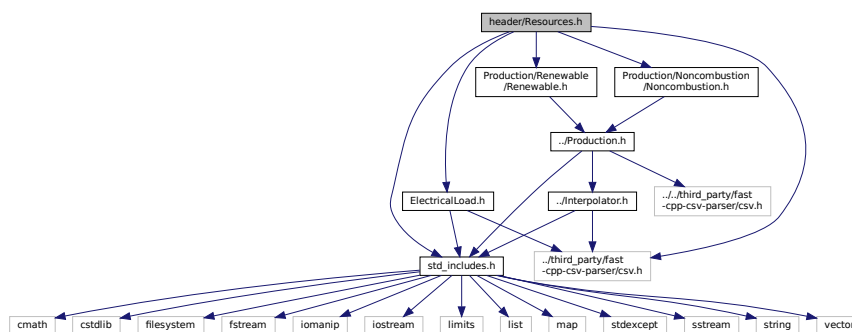 header/Resources.h
Production/Renewable
/Renewable.h
Production/Noncombustion
/Noncombustion.h
../Production.h
ElectricalLoad.h
../Interpolator.h
../../third_party/fast
-cpp-csv-parser/csv.h
std_includes.h
../third_party/fast
-cpp-csv-parser/csv.h
cmath
cstdlib
filesystem
fstream
iomanip
iostream
limits
list
map
stdexcept
sstream
string
vector